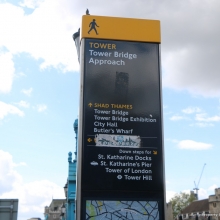 TOWER
Tower Bridge
Approach
SHAD THAMES
Tower Bridge
Tower Bridge Exhibition
City Hall
Butler's Wharf
Down steps for
St. Katharine Docks
St. Katharine's Pier
Tower of London
Tower Hill